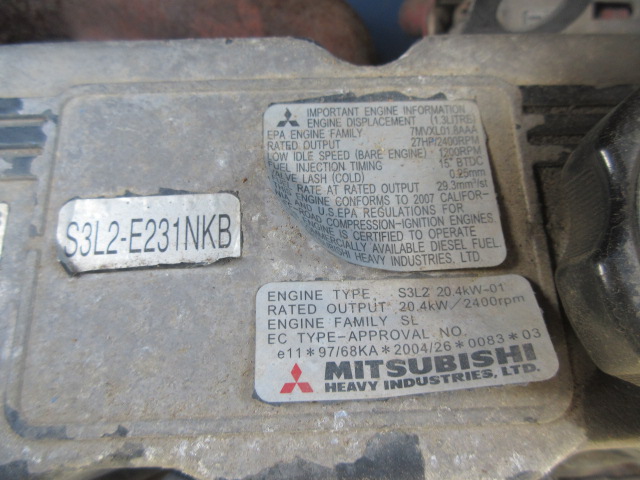 S3L2-E231NKB
IMPORTANT ENGINE INFORMATION
ENGINE DISPLACEMENT (1.3LITRE)
EPA ENGINE FAMILY 7MVXL01.8AAA
RATED OUTPUT 27HP/2400RPM
LOW IDLE SPEED (BARE ENGINE) 1200RPM
FUEL INJECTION TIMING 15° BTDC
LASH (COLD) 0.25mm
RATE AT RATED OUTPUT 29.3mm³/st
ENGINE CONFORMS TO 2007 CALIFOR-
U.S EPA REGULATIONS FOR
ROAD COMPRESSION-IGNITION ENGINES.
ENGINE IS CERTIFIED TO OPERATE
COMMERCIALLY AVAILABLE DIESEL FUEL.
MITSUBISHI HEAVY INDUSTRIES, LTD.
ENGINE TYPE, S3L2 20.4kW-01
RATED OUTPUT 20.4kW/2400rpm
ENGINE FAMILY SL
EC TYPE-APPROVAL NO.
e11*97/68KA*2004/26*0083*03
MITSUBISHI
HEAVY INDUSTRIES, LTD.